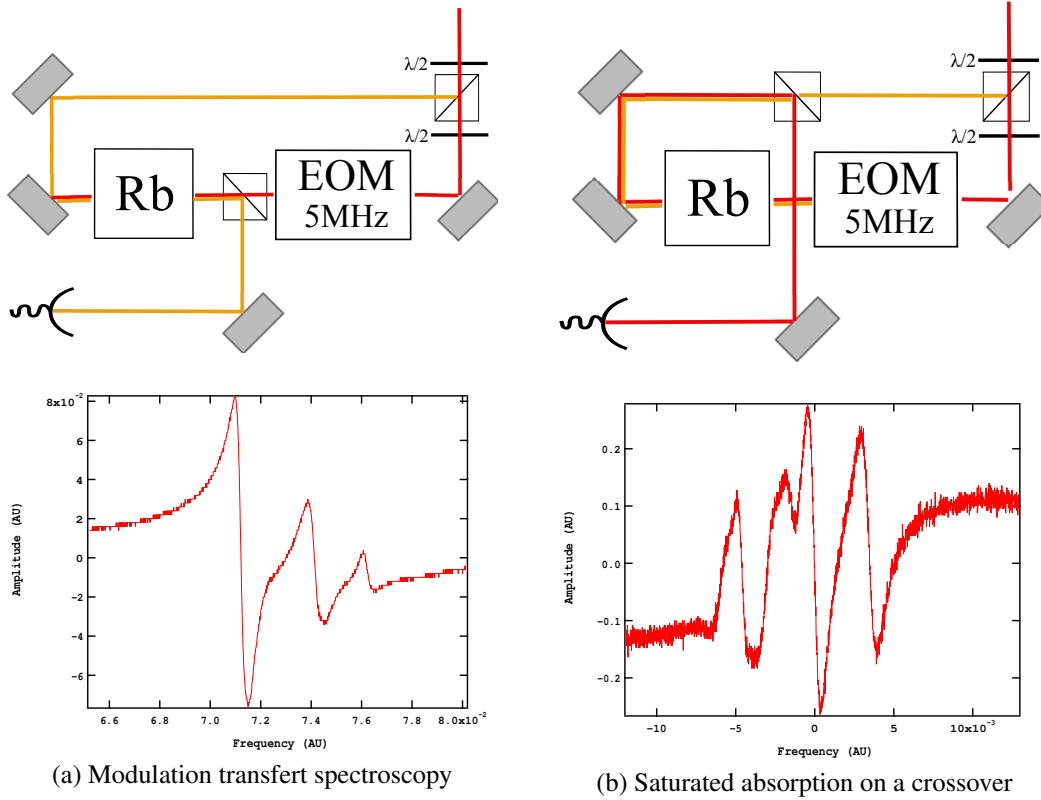 λ/2
λ/2
Rb
EOM
5MHz
λ/2
λ/2
Rb
EOM
5MHz
8x10⁻²
6
4
2
0
-2
-4
-6
Amplitude (AU)
6.6
6.8
7.0
7.2
7.4
7.6
7.8
8.0x10⁻²
Frequency (AU)
0.2
0.1
0.0
-0.1
-0.2
Amplitude (AU)
-10
-5
0
5
10x10⁻³
Frequency (AU)
(a) Modulation transfert spectroscopy
(b) Saturated absorption on a crossover